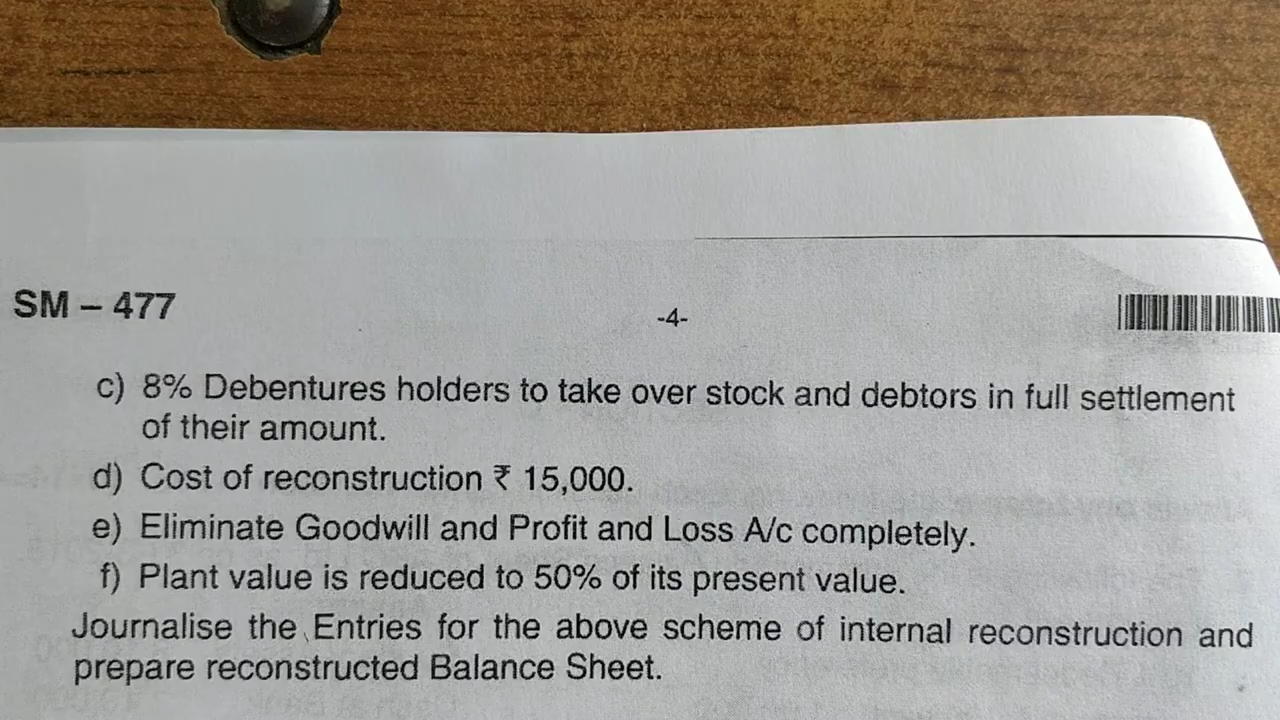 SM – 477
-4-
c) 8% Debentures holders to take over stock and debtors in full settlement
of their amount.
d) Cost of reconstruction ₹ 15,000.
e) Eliminate Goodwill and Profit and Loss A/c completely.
f) Plant value is reduced to 50% of its present value.
Journalise the Entries for the above scheme of internal reconstruction and
prepare reconstructed Balance Sheet.